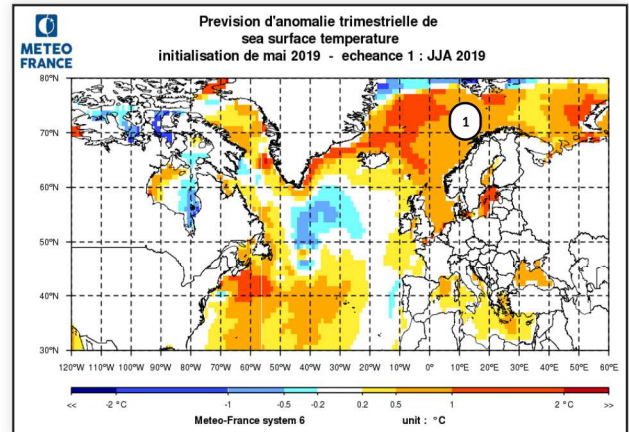 METEO
FRANCE
Prevision d'anomalie trimestrielle de
sea surface temperature
initialisation de mai 2019 - echeance 1 : JJA 2019
80°N
70°N
60°N
50°N
40°N
30°N
1
120°W 110°W 100°W 90°W 80°W 70°W 60°W 50°W 40°W 30°W 20°W 10°W 0° 10°E 20°E 30°E 40°E 50°E 60°E
<< -2 °C -1 -0.5 -0.2 0.2 0.5 1 2 °C >>
Meteo-France system 6 unit : °C